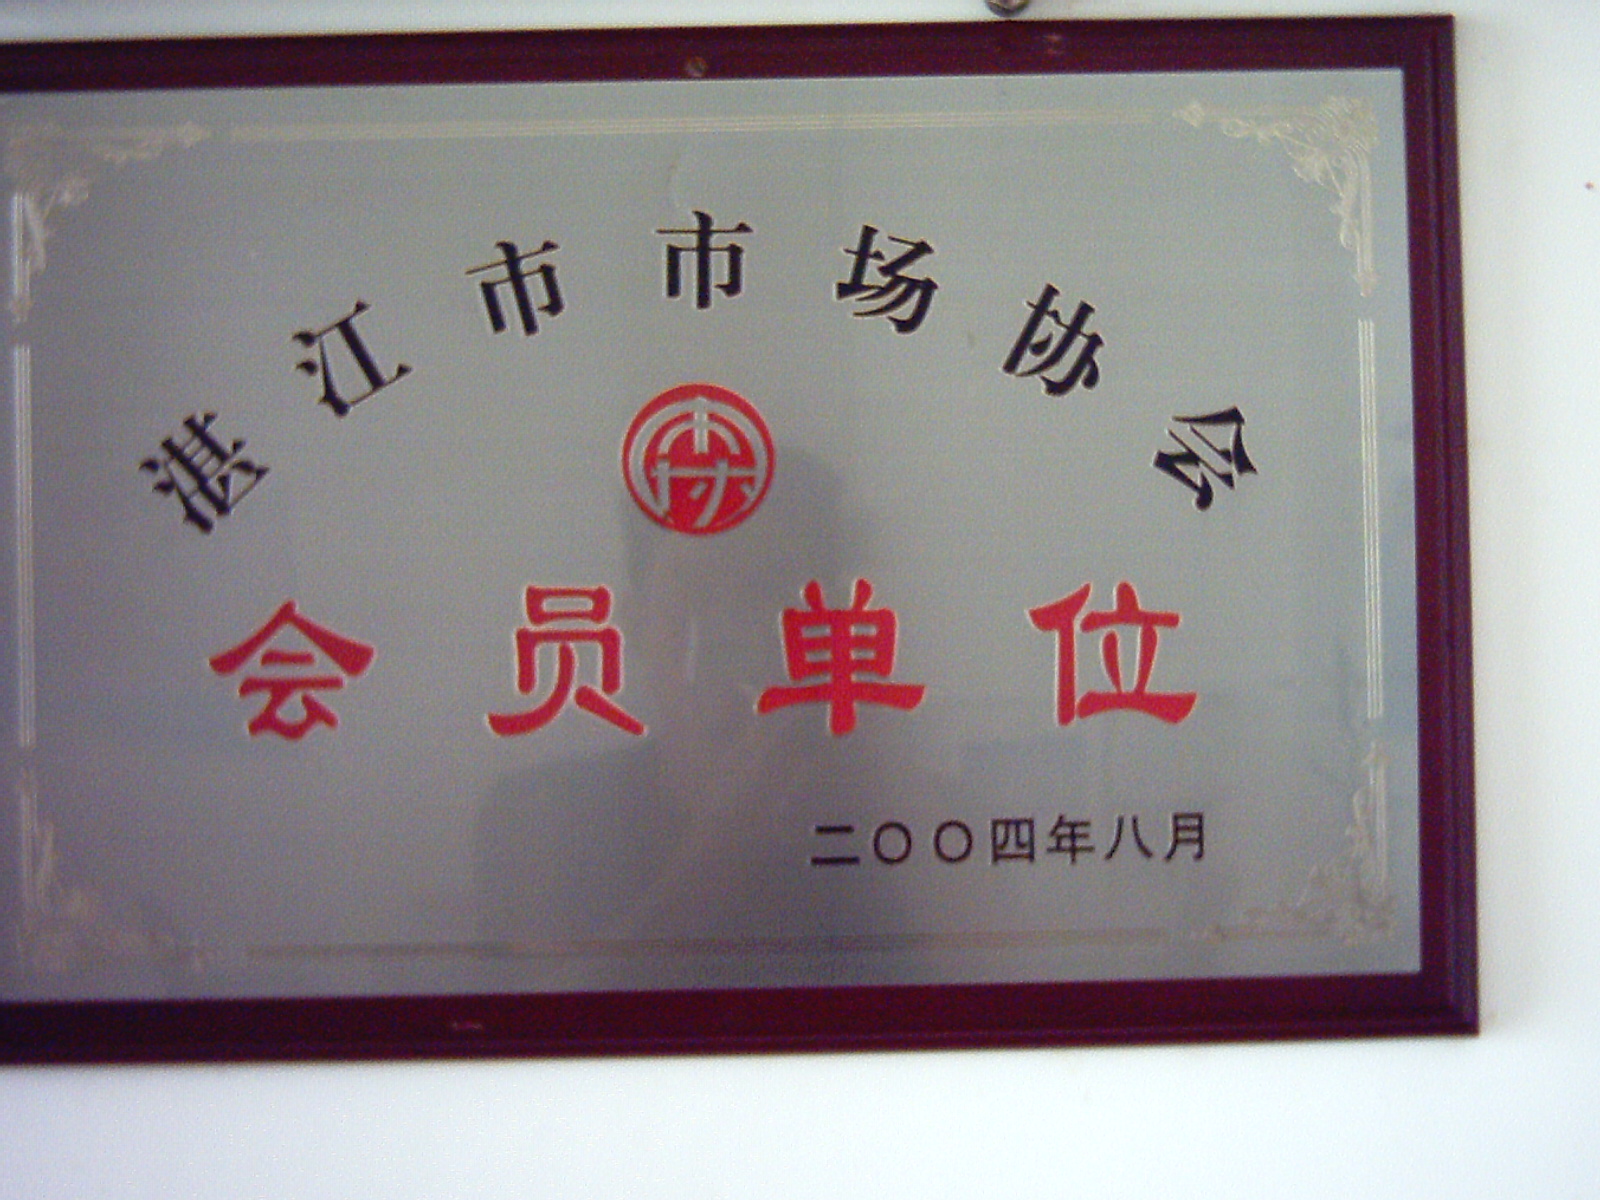 湛江市市场协会
会员单位
二〇〇四年八月